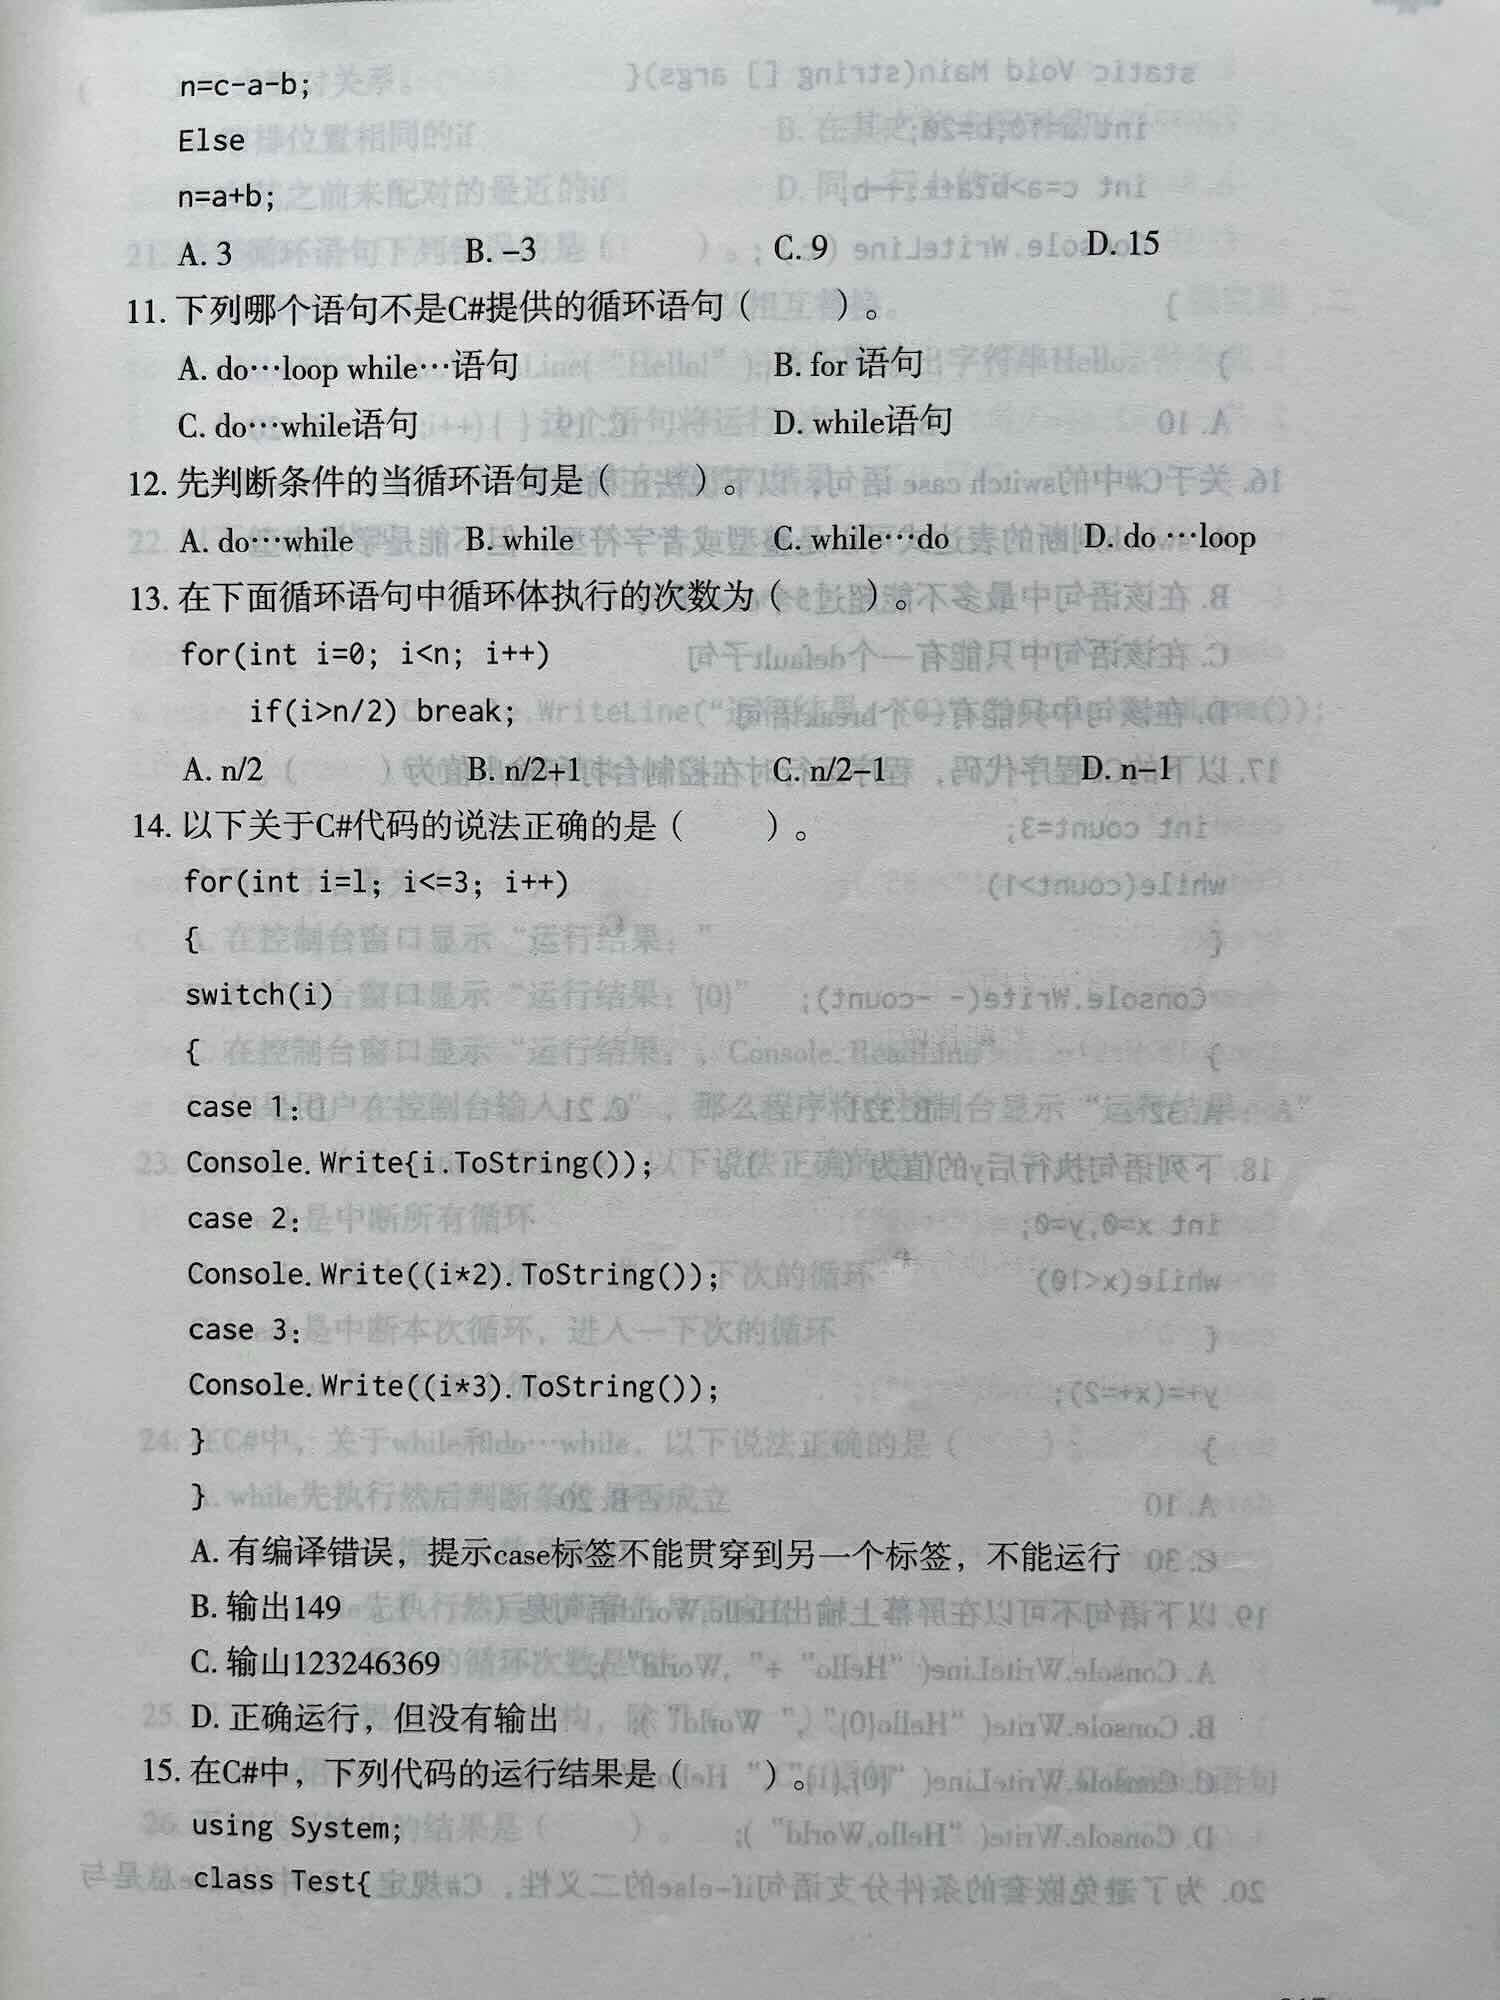 n=c-a-b;
Else
n=a+b;
A. 3 B. -3 C. 9 D. 15
11. 下列哪个语句不是C#提供的循环语句（ ）。
A. do…loop while…语句 B. for 语句
C. do…while语句 D. while语句
12. 先判断条件的当循环语句是（ ）。
A. do…while B. while C. while…do D. do …loop
13. 在下面循环语句中循环体执行的次数为（ ）。
for(int i=0; i<n; i++)
if(i>n/2) break;
A. n/2 B. n/2+1 C. n/2-1 D. n-1
14. 以下关于C#代码的说法正确的是（ ）。
for(int i=l; i<=3; i++)
{
switch(i)
{
case 1:
Console.Write{i.ToString());
case 2:
Console.Write((i*2).ToString());
case 3:
Console.Write((i*3).ToString());
}
}
A. 有编译错误，提示case标签不能贯穿到另一个标签，不能运行
B. 输出149
C. 输山123246369
D. 正确运行，但没有输出
15. 在C#中，下列代码的运行结果是（ ）。
using System;
class Test{